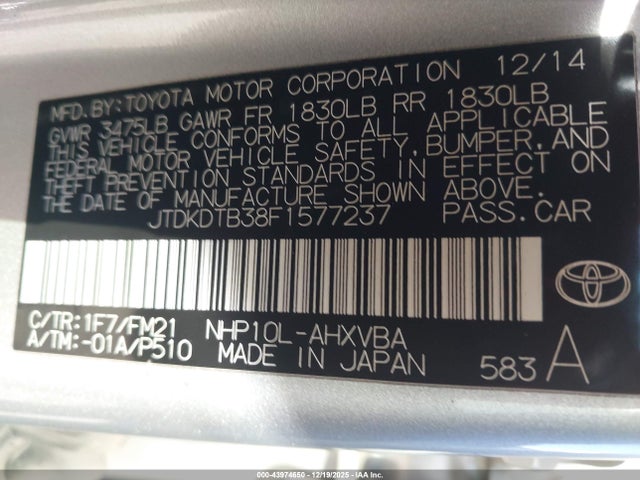 MFD.BY:TOYOTA MOTOR CORPORATION 12/14
GVWR 3475LB GAWR FR 1830LB RR 1830LB
THIS VEHICLE CONFORMS TO ALL APPLICABLE
FEDERAL MOTOR VEHICLE SAFETY,BUMPER,AND
THEFT PREVENTION STANDARDS IN EFFECT ON
THE DATE OF MANUFACTURE SHOWN ABOVE.
JTDKDTB38F1577237 PASS.CAR
C/TR:1F7/FM21 NHP10L-AHXVBA
A/TM:-01A/P510 MADE IN JAPAN 583 A
00-43974650 - 12/19/2025 - IAA Inc.